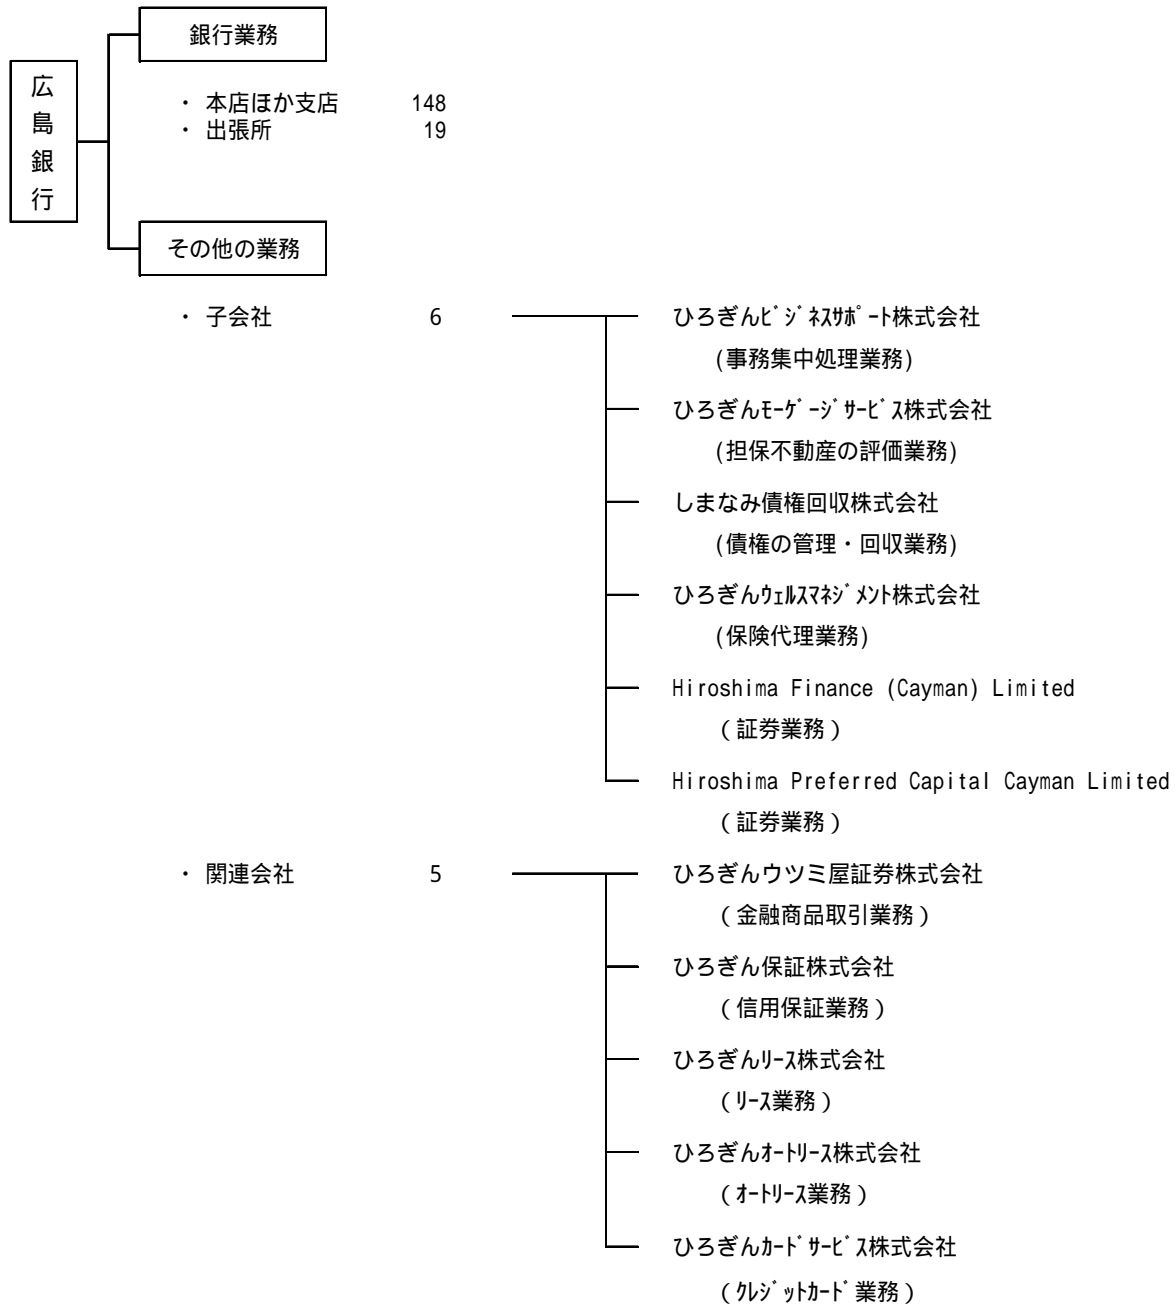 銀行業務
広島銀行
・ 本店ほか支店 148
・ 出張所 19
その他の業務
・ 子会社 6 ひろぎんﾋﾞｼﾞﾈｽｻﾎﾟｰﾄ株式会社
(事務集中処理業務)
ひろぎんﾓｰｹﾞｰｼﾞｻｰﾋﾞｽ株式会社
(担保不動産の評価業務)
しまなみ債権回収株式会社
(債権の管理・回収業務)
ひろぎんｳｪﾙｽﾏﾈｼﾞﾒﾝﾄ株式会社
(保険代理業務)
Hiroshima Finance (Cayman) Limited
（証券業務）
Hiroshima Preferred Capital Cayman Limited
（証券業務）
・ 関連会社 5 ひろぎんウツミ屋証券株式会社
（金融商品取引業務）
ひろぎん保証株式会社
（信用保証業務）
ひろぎんﾘｰｽ株式会社
（ﾘｰｽ業務）
ひろぎんｵｰﾄﾘｰｽ株式会社
（ｵｰﾄﾘｰｽ業務）
ひろぎんｶｰﾄﾞｻｰﾋﾞｽ株式会社
（ｸﾚｼﾞｯﾄｶｰﾄﾞ業務）